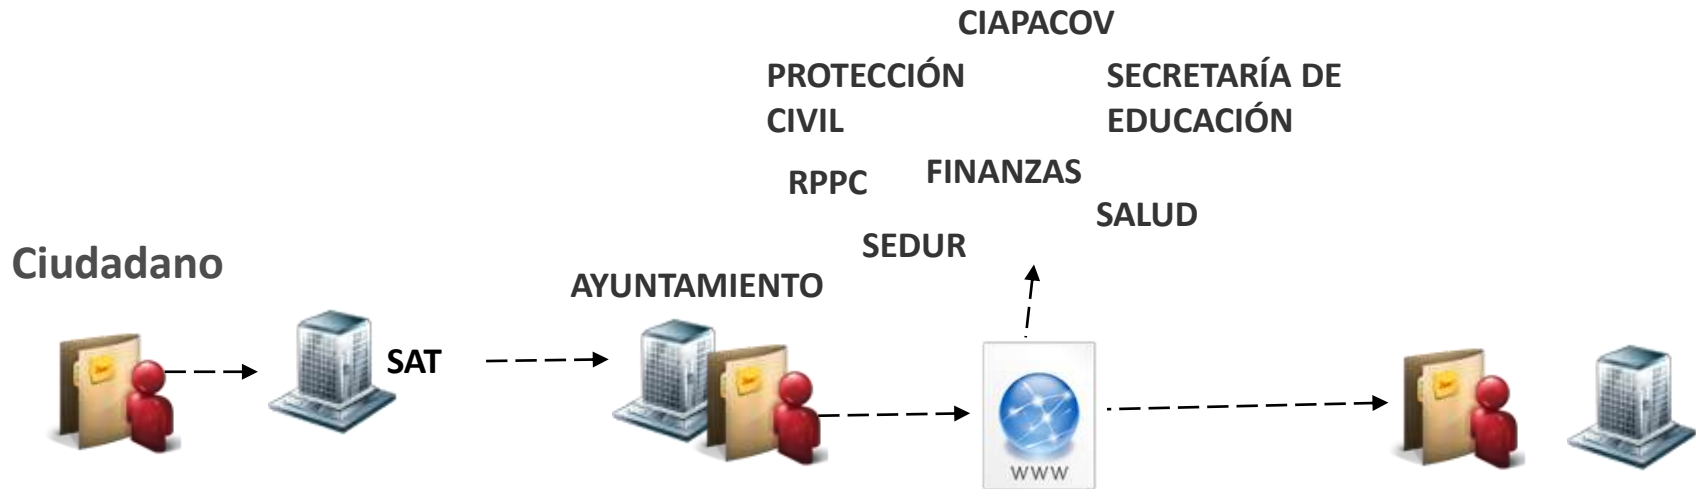 CIAPACOV
PROTECCIÓN
CIVIL
SECRETARÍA DE
EDUCACIÓN
RPPC
FINANZAS
SALUD
SEDUR
Ciudadano
AYUNTAMIENTO
SAT
WWW